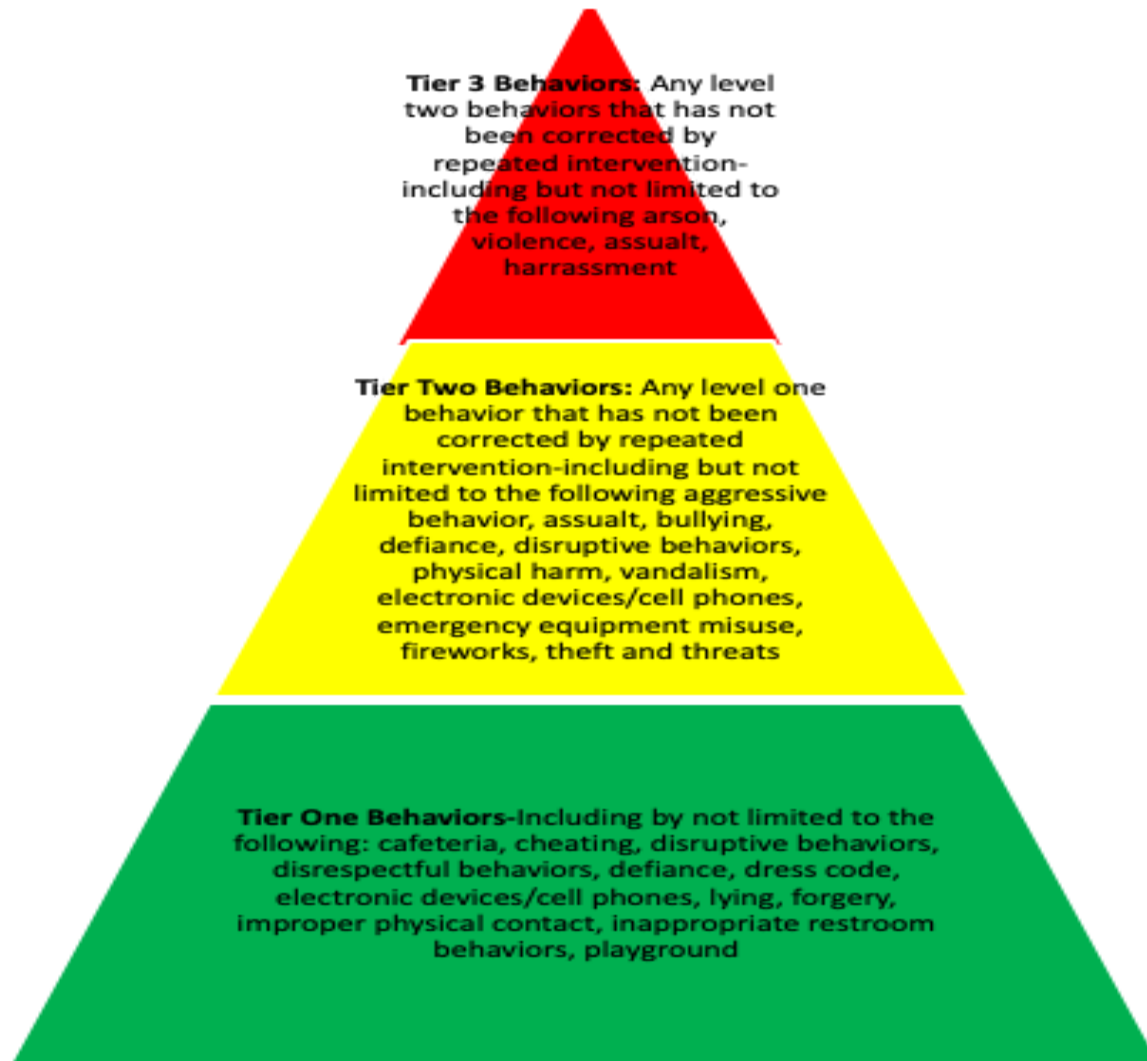 Tier 3 Behaviors: Any level
two behaviors that has not
been corrected by
repeated intervention-
including but not limited to
the following arson,
violence, assualt,
harrassment
Tier Two Behaviors: Any level one
behavior that has not been
corrected by repeated
intervention-including but not
limited to the following aggressive
behavior, assualt, bullying,
defiance, disruptive behaviors,
physical harm, vandalism,
electronic devices/cell phones,
emergency equipment misuse,
fireworks, theft and threats
Tier One Behaviors-Including by not limited to the
following: cafeteria, cheating, disruptive behaviors,
disrespectful behaviors, defiance, dress code,
electronic devices/cell phones, lying, forgery,
improper physical contact, inappropriate restroom
behaviors, playground